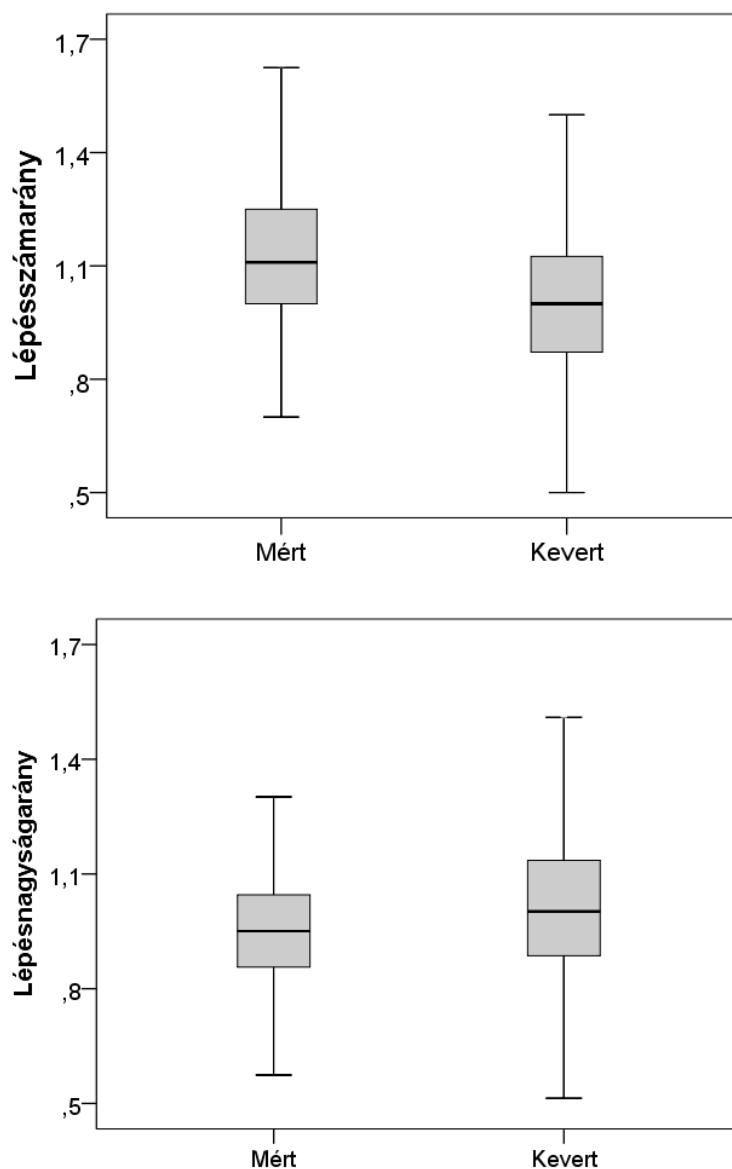 1,7
1,4
1,1
,8
,5
Lépésszámarány
Mért Kevert
1,7
1,4
1,1
,8
,5
Lépésnagyságarány
Mért Kevert